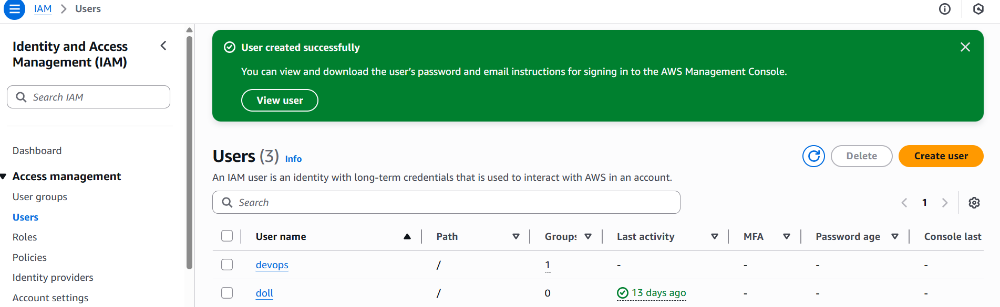 IAM > Users
Identity and Access Management (IAM)
Search IAM
Dashboard
Access management
User groups
Users
Roles
Policies
Identity providers
Account settings
User created successfully
You can view and download the user's password and email instructions for signing in to the AWS Management Console.
View user
Users (3) Info
Delete
Create user
An IAM user is an identity with long-term credentials that is used to interact with AWS in an account.
Search
1
User name Path Groups Last activity MFA Password age Console last
devops / 1 - - - -
doll / 0 13 days ago - - -